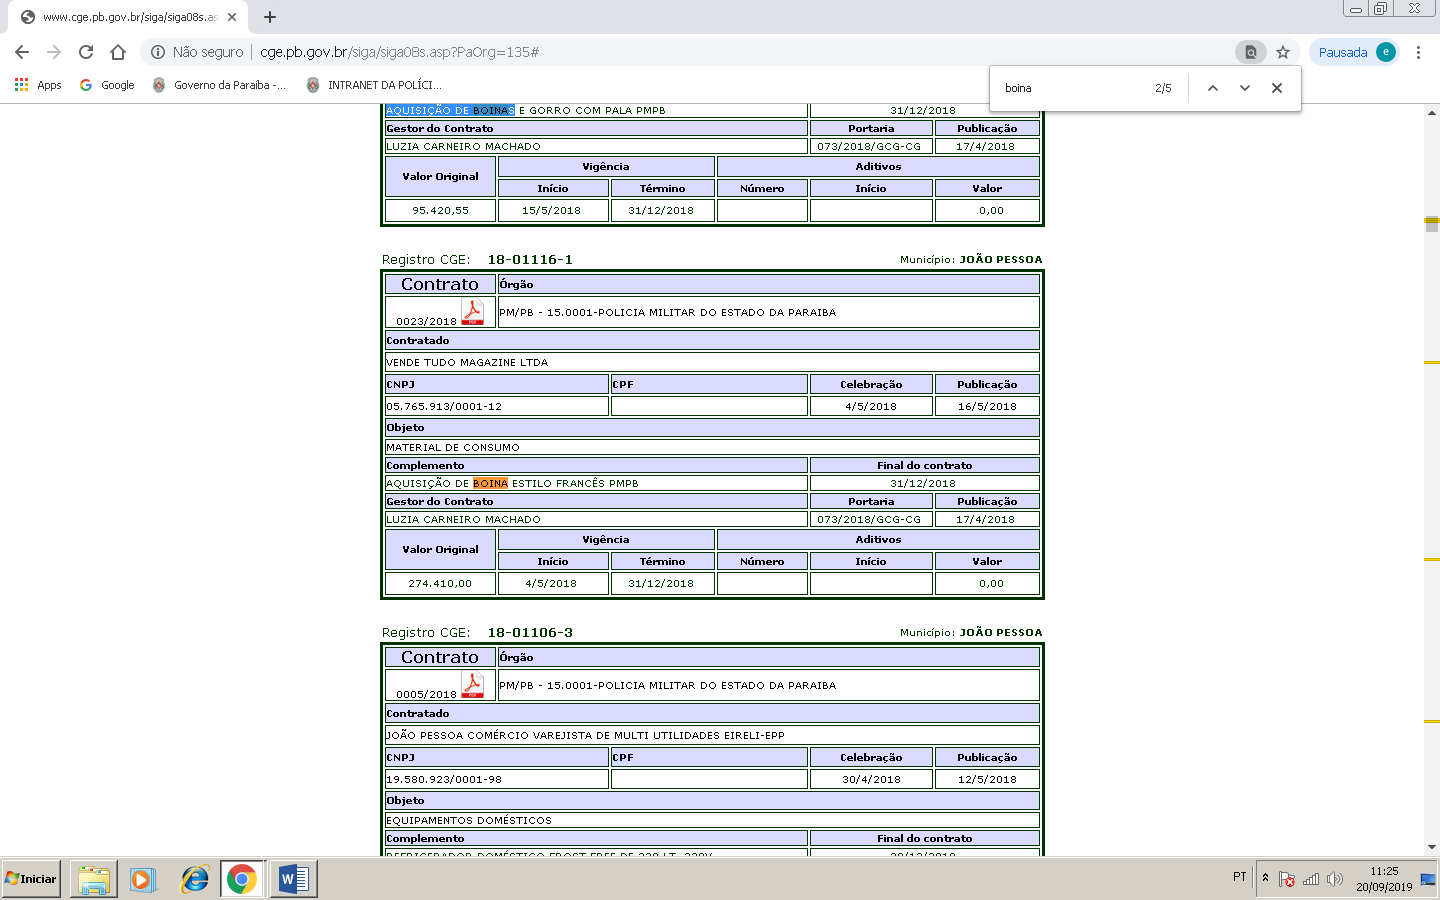 www.cge.pb.gov.br/siga/siga08s.as
Não seguro | cge.pb.gov.br/siga/siga08s.asp?PaOrg=135#
Pausada e
Apps Google Governo da Paraíba -... INTRANET DA POLÍCI...
boina 2/5
AQUISIÇÃO DE BOINAS E GORRO COM PALA PMPB 31/12/2018
Gestor do Contrato Portaria Publicação
LUZIA CARNEIRO MACHADO 073/2018/GCG-CG 17/4/2018
Valor Original Vigência Aditivos
Início Término Número Início Valor
95.420,55 15/5/2018 31/12/2018 0,00
Registro CGE: 18-01116-1 Município: JOÃO PESSOA
Contrato Órgão
0023/2018 PM/PB - 15.0001-POLICIA MILITAR DO ESTADO DA PARAIBA
Contratado
VENDE TUDO MAGAZINE LTDA
CNPJ CPF Celebração Publicação
05.765.913/0001-12 4/5/2018 16/5/2018
Objeto
MATERIAL DE CONSUMO
Complemento Final do contrato
AQUISIÇÃO DE BOINA ESTILO FRANCÊS PMPB 31/12/2018
Gestor do Contrato Portaria Publicação
LUZIA CARNEIRO MACHADO 073/2018/GCG-CG 17/4/2018
Valor Original Vigência Aditivos
Início Término Número Início Valor
274.410,00 4/5/2018 31/12/2018 0,00
Registro CGE: 18-01106-3 Município: JOÃO PESSOA
Contrato Órgão
0005/2018 PM/PB - 15.0001-POLICIA MILITAR DO ESTADO DA PARAIBA
Contratado
JOÃO PESSOA COMÉRCIO VAREJISTA DE MULTI UTILIDADES EIRELI-EPP
CNPJ CPF Celebração Publicação
19.580.923/0001-98 30/4/2018 12/5/2018
Objeto
EQUIPAMENTOS DOMÉSTICOS
Complemento Final do contrato
REFRIGERADOR DOMÉSTICO FROST FREE DE
Iniciar PT 11:25
20/09/2019